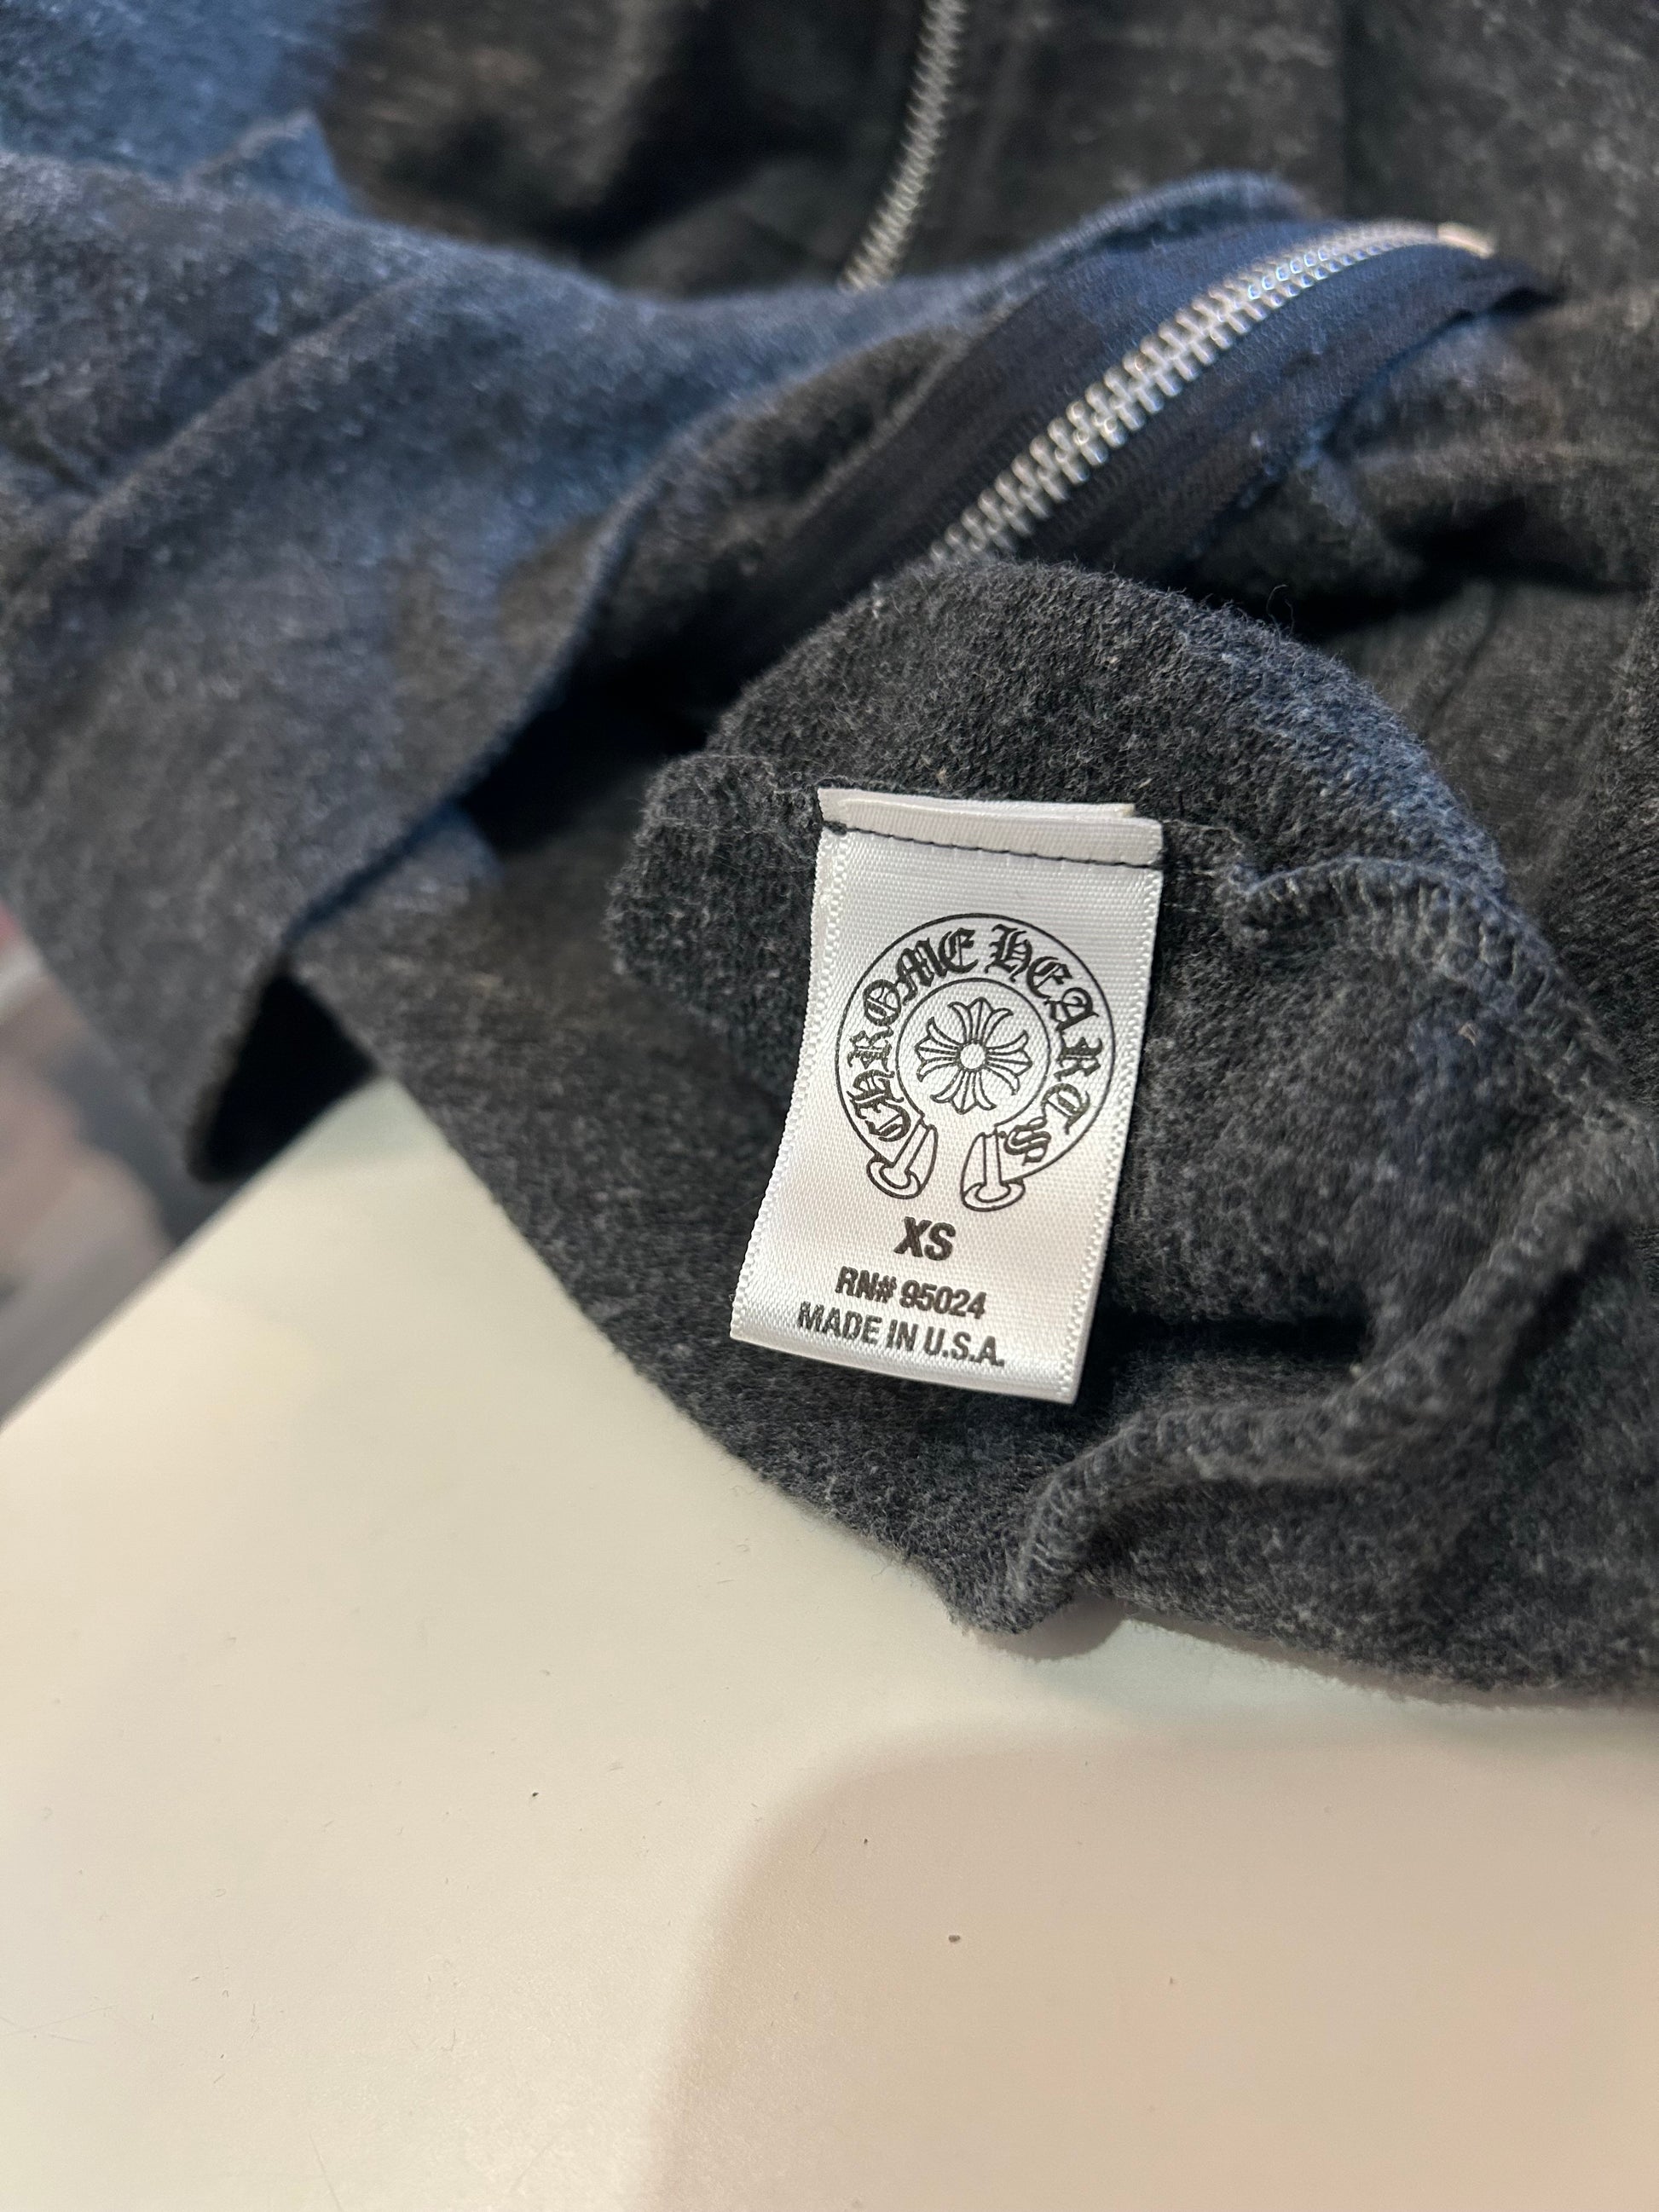 CHROME HEARTS
XS
RN# 95024
MADE IN U.S.A.